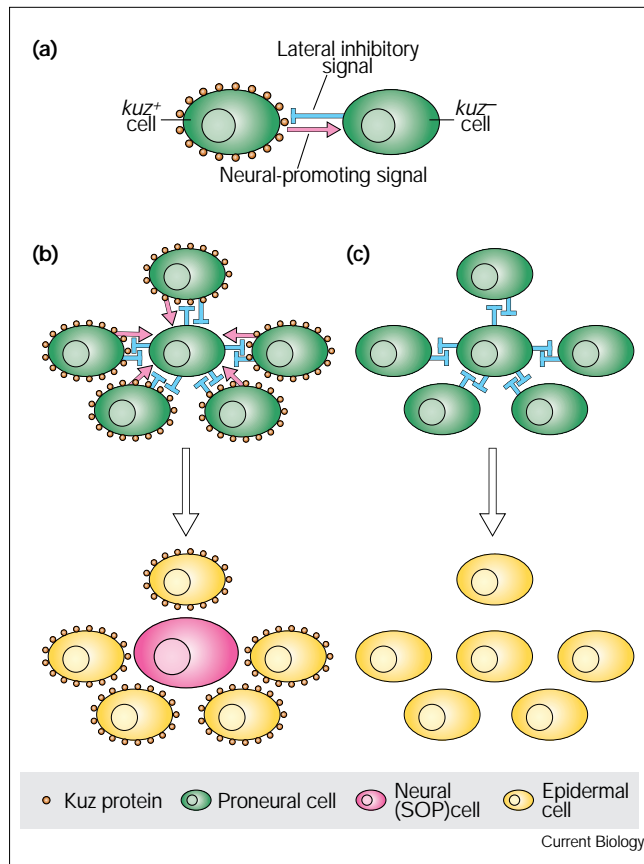 (a)
Lateral inhibitory
signal
kuz+
cell
kuz–
cell
Neural-promoting signal
(b)
(c)
Kuz protein
Proneural cell
Neural
(SOP)cell
Epidermal
cell
Current Biology